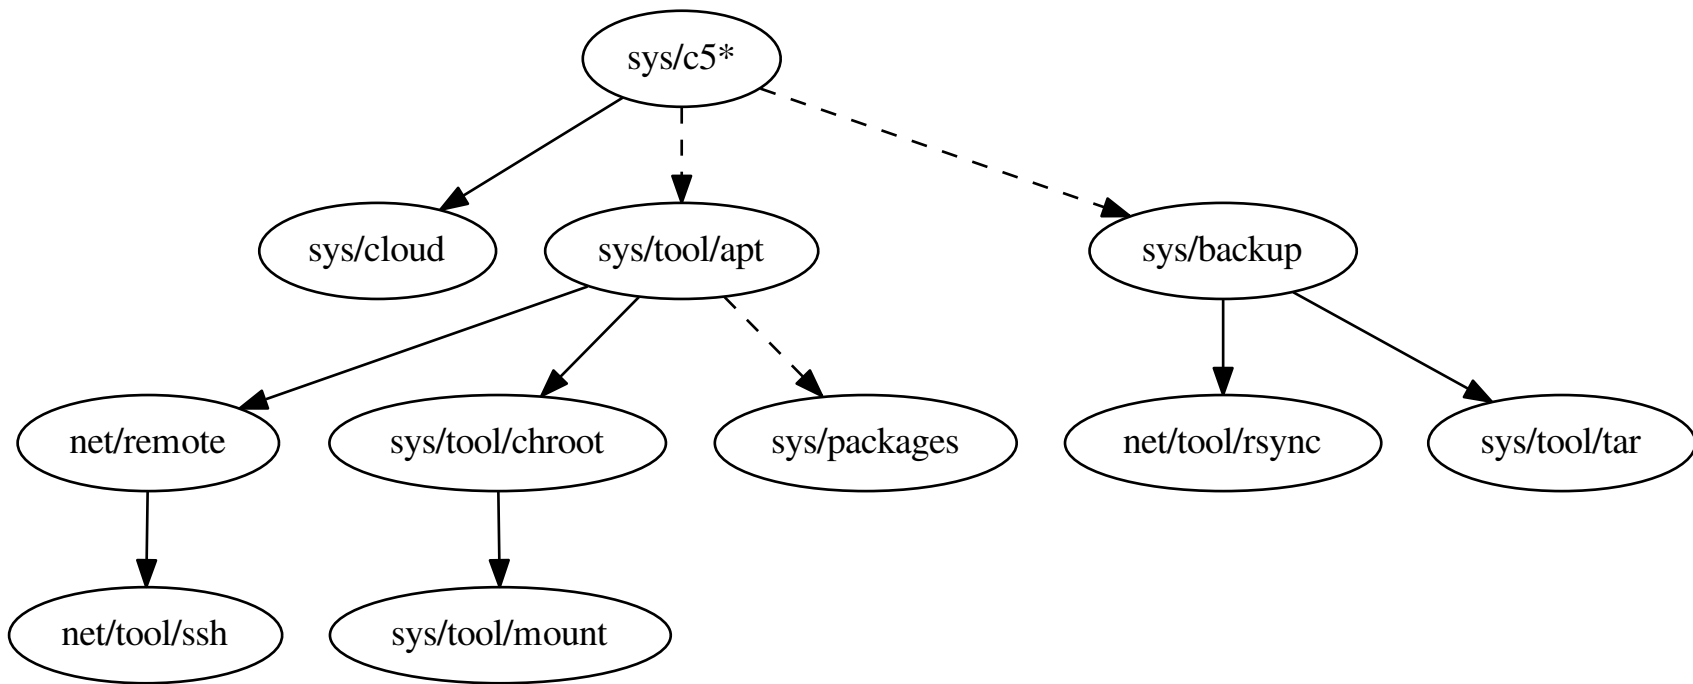 sys/c5*
sys/cloud
sys/tool/apt
sys/backup
net/remote
sys/tool/chroot
sys/packages
net/tool/rsync
sys/tool/tar
net/tool/ssh
sys/tool/mount